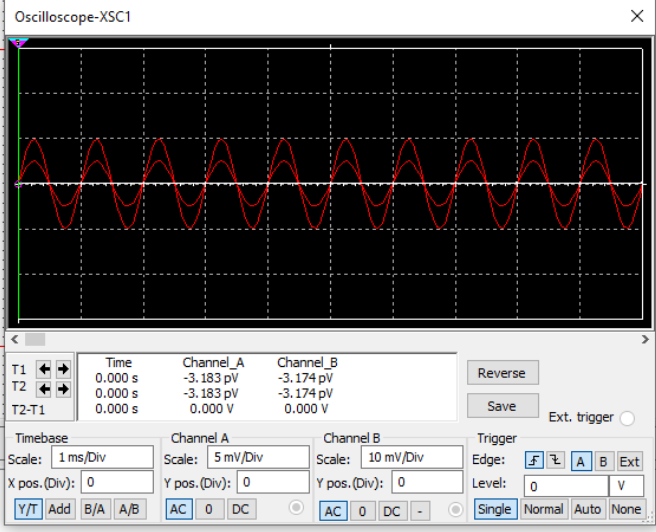 Oscilloscope-XSC1
Time Channel_A Channel_B
T1 0.000 s -3.183 pV -3.174 pV
T2 0.000 s -3.183 pV -3.174 pV
T2-T1 0.000 s 0.000 V 0.000 V
Reverse
Save
Ext. trigger
Timebase
Scale: 1 ms/Div
X pos.(Div): 0
Y/T Add B/A A/B
Channel A
Scale: 5 mV/Div
Y pos.(Div): 0
AC 0 DC
Channel B
Scale: 10 mV/Div
Y pos.(Div): 0
AC 0 DC -
Trigger
Edge: A B Ext
Level: 0 V
Single Normal Auto None